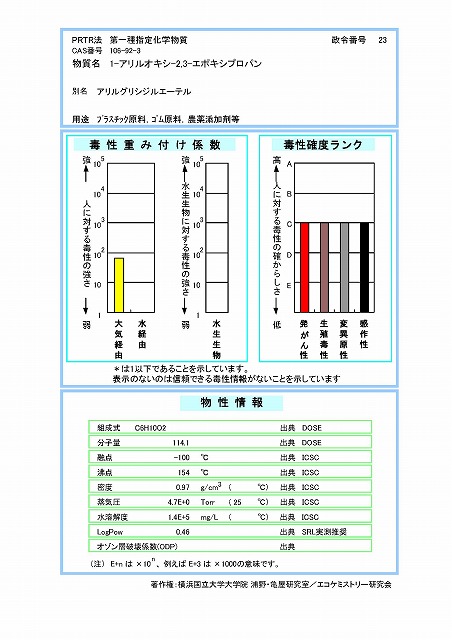 PRTR法 第一種指定化学物質 政令番号 23
CAS番号 106-92-3
物質名 1-アリルオキシ-2,3-エポキシプロパン
別名 アリルグリシジルエーテル
用途 プラスチック原料、ゴム原料、農薬添加剤等
毒性重み付け係数
強 10^5 10^4 10^3 10^2 10^1 1 弱
人に対する毒性の強さ
大気経由
水経由
強 10^5 10^4 10^3 10^2 10^1 1 弱
水生生物に対する毒性の強さ
水生生物
毒性確度ランク
高 A B C D E 低
人に対する毒性の確からしさ
発がん性
生殖毒性
変異原性
感作性
*は1以下であることを示しています。
表示のないのは信頼できる毒性情報がないことを示しています
物性情報
組成式 C6H10O2 出典 DOSE
分子量 114.1 出典 DOSE
融点 -100 ℃ 出典 ICSC
沸点 154 ℃ 出典 ICSC
密度 0.97 g/cm3 ( ℃) 出典 ICSC
蒸気圧 4.7E+0 Torr (25 ℃) 出典 ICSC
水溶解度 1.4E+5 mg/L ( ℃) 出典 ICSC
LogPow 0.46 出典 SRL実測推奨
オゾン層破壊係数(ODP) 出典
(注) E+n は ×10^n、例えば E+3 は ×1000の意味です。
著作権:横浜国立大学大学院 浦野・亀屋研究室/エコケミストリー研究会